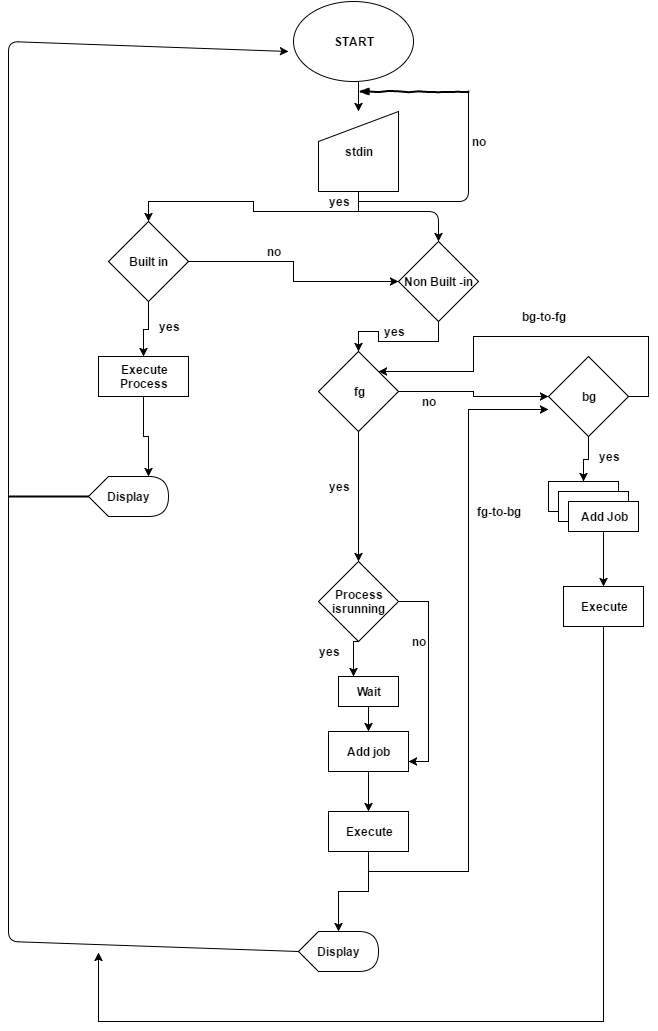 START
stdin
no
yes
Built in
no
Non Built -in
bg-to-fg
yes
yes
Execute
Process
fg
no
bg
yes
yes
Display
fg-to-bg
Add Job
Process
isrunning
Execute
no
yes
Wait
Add job
Execute
Display